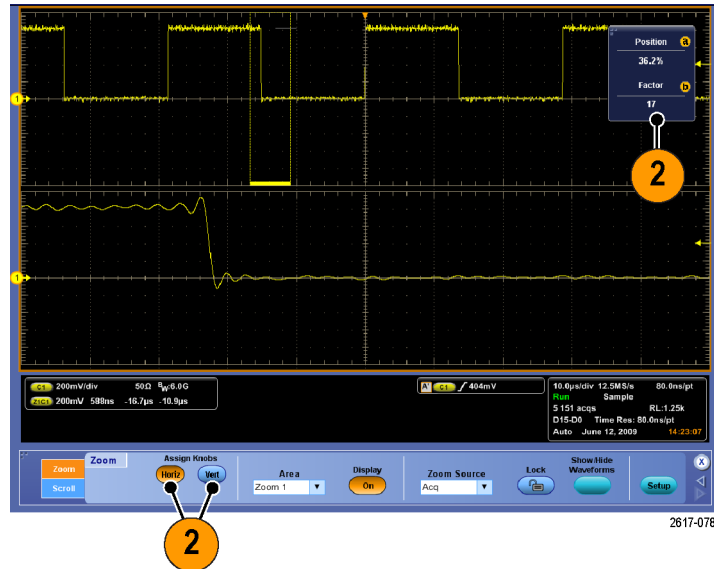 Position a
36.2%
Factor b
17
2
1
1
C1 200mV/div 50Ω BW:6.0G
Z1C1 200mV 588ns -16.7µs -10.9µs
A' C1 404mV
10.0µs/div 12.5MS/s 80.0ns/pt
Run Sample
5 151 acqs RL:1.25k
D15-D0 Time Res: 80.0ns/pt
Auto June 12, 2009 14:23:07
Zoom
Scroll
Zoom
Assign Knobs
Horiz Vert
Area
Zoom 1
Display
On
Zoom Source
Acq
Lock
Show/Hide
Waveforms
Setup
X
2
2617-078